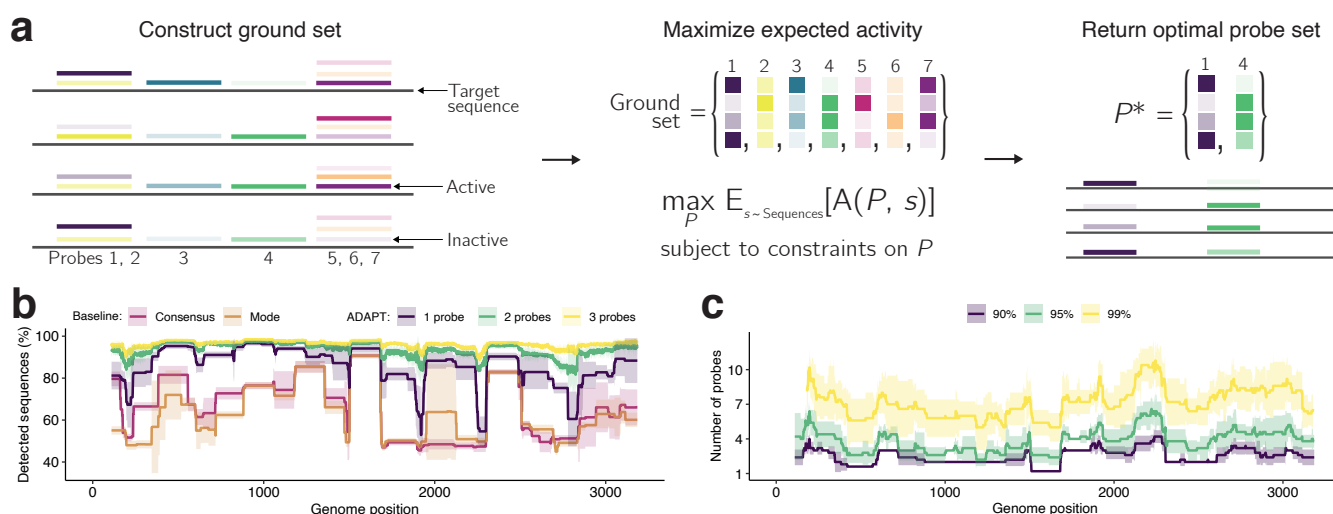 a
Construct ground set
Maximize expected activity
Return optimal probe set
Target
sequence
Active
Inactive
Probes 1, 2
3
4
5, 6, 7
1 2 3 4 5 6 7
Ground
set = { , , , , , , }
max E s ~ Sequences [A(P, s)]
P
subject to constraints on P
1 4
P* = { , }
b
Baseline: Consensus Mode ADAPT: 1 probe 2 probes 3 probes
Detected sequences (%)
100
80
60
40
0 1000 2000 3000
Genome position
c
90% 95% 99%
Number of probes
10
7
4
1
0 1000 2000 3000
Genome position